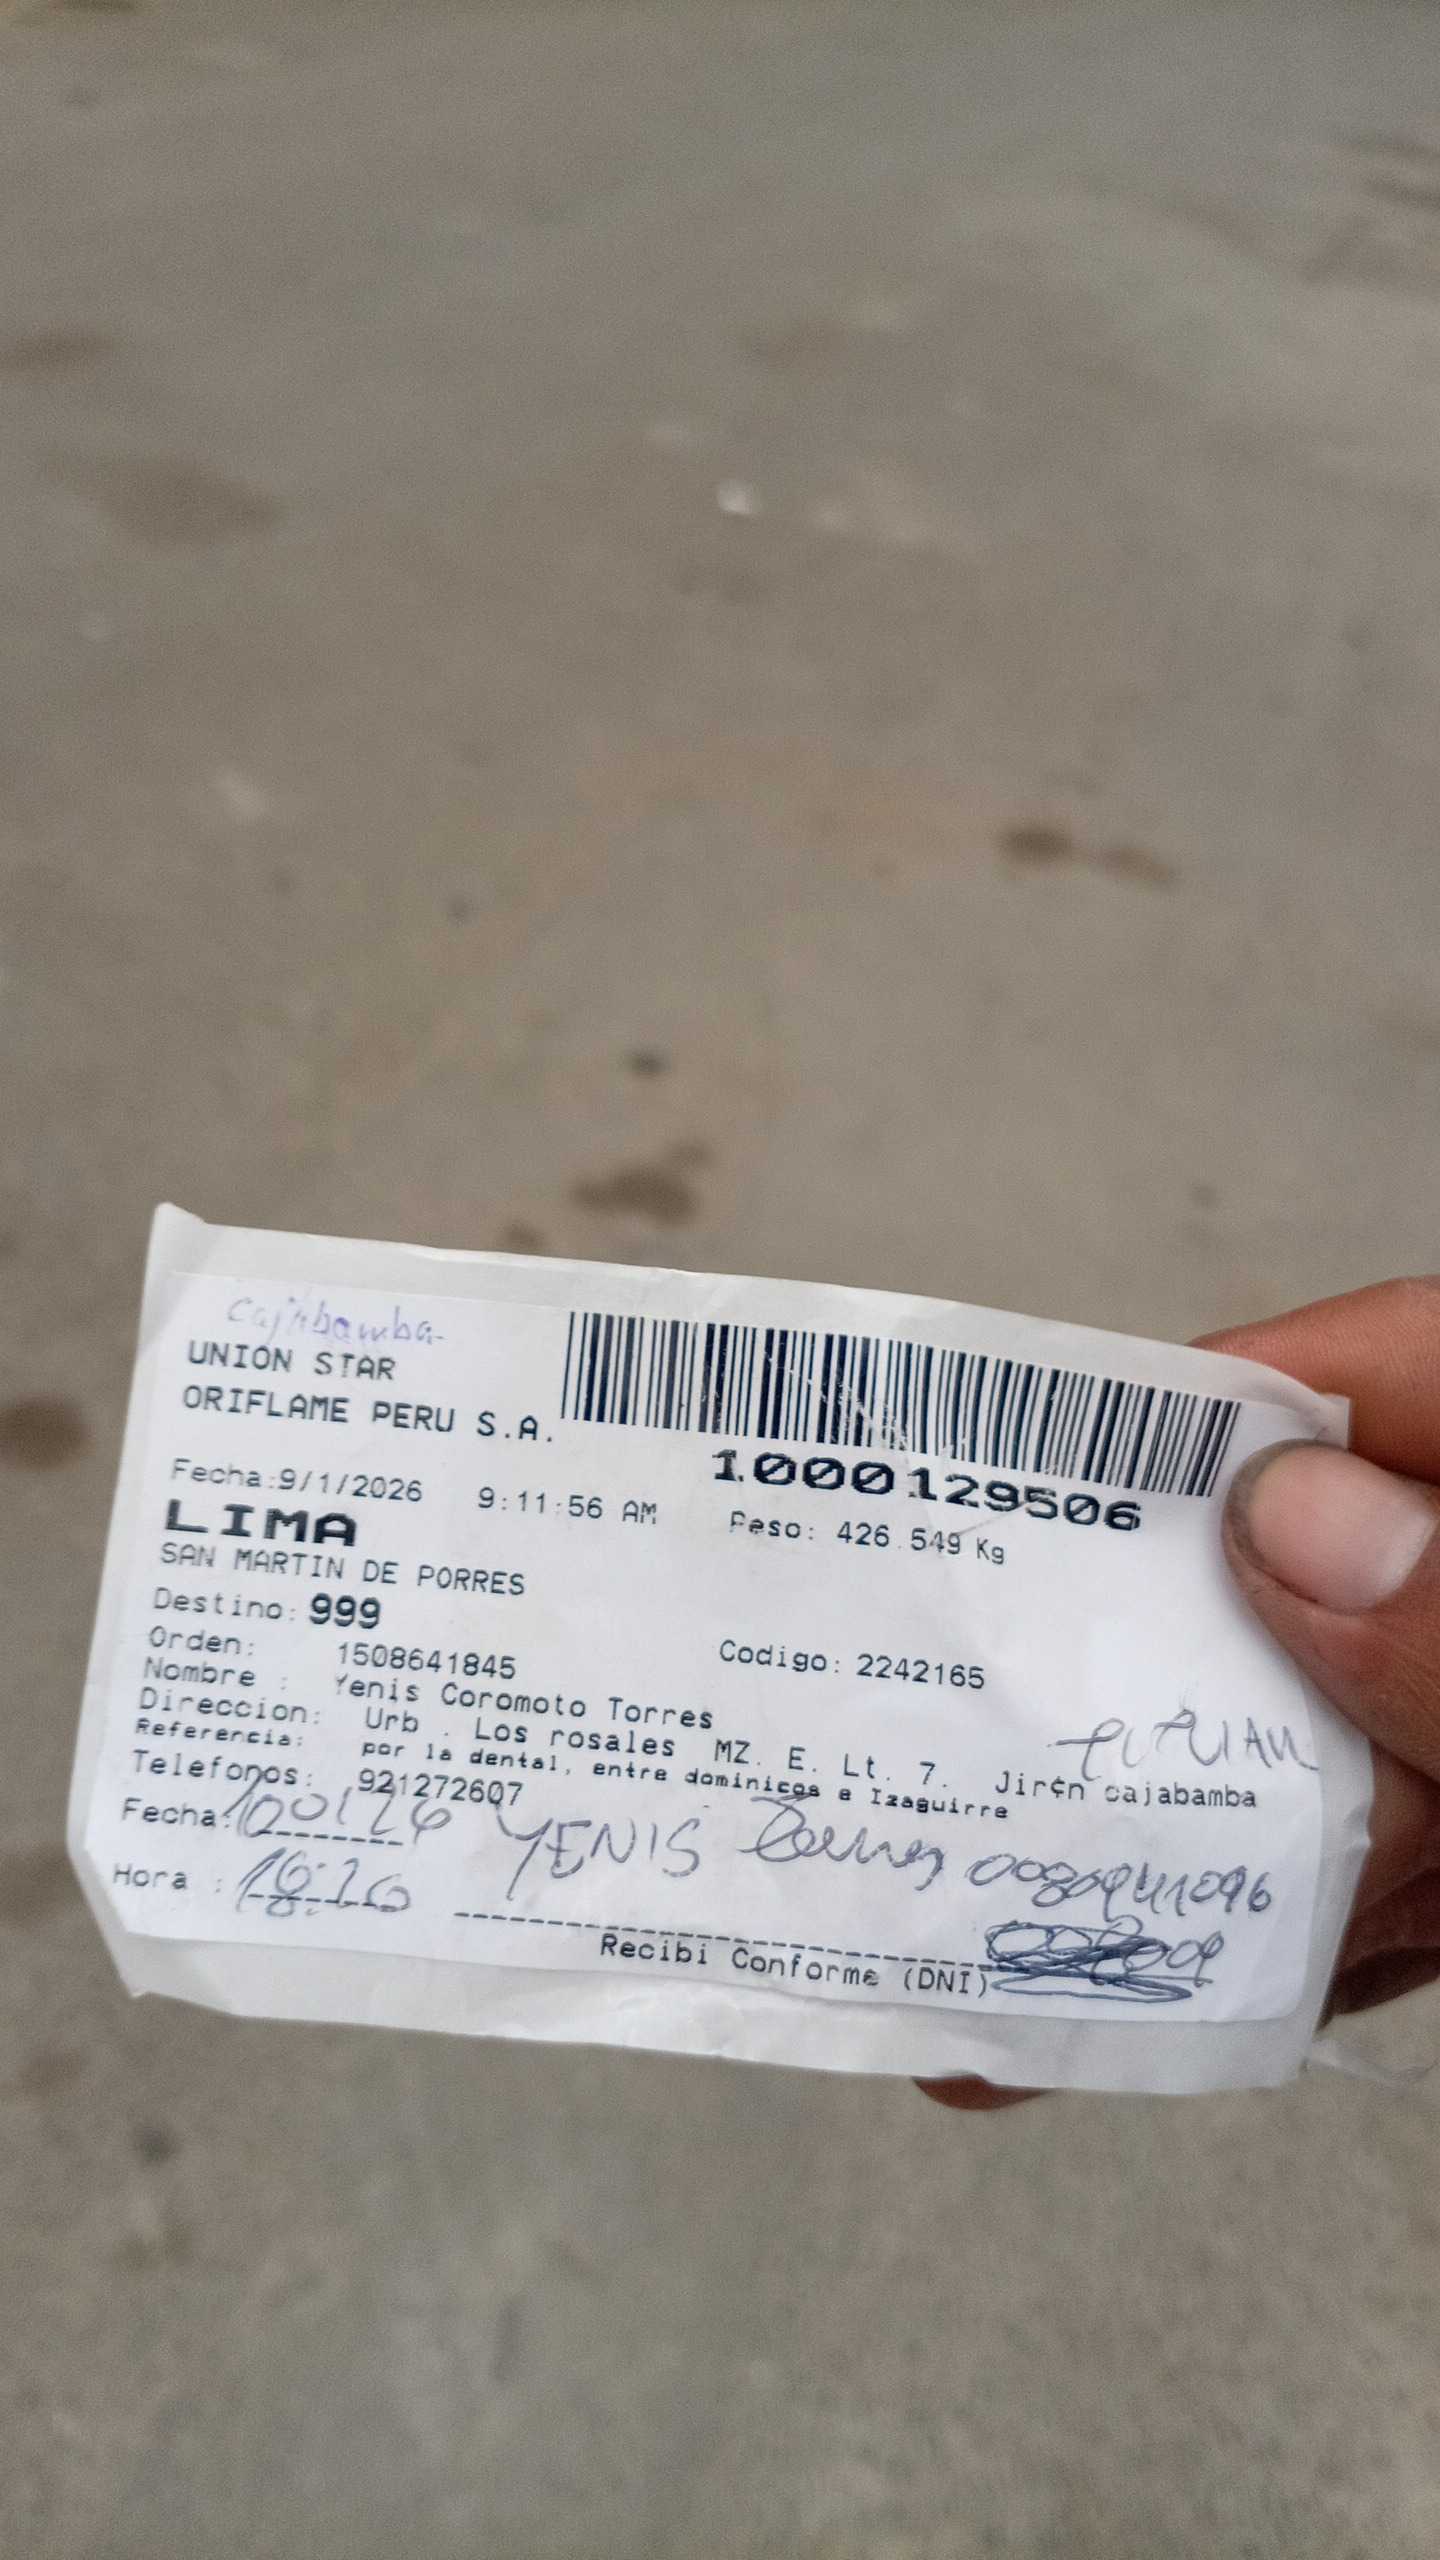 Cajabamba
UNION STAR
ORIFLAME PERU S.A.
1000129506
Fecha:9/1/2026 9:11:56 AM Peso: 426.549 Kg
LIMA
SAN MARTIN DE PORRES
Destino: 999
Orden: 1508641845 Codigo: 2242165
Nombre : Yenis Coromoto Torres
Direccion: Urb . Los rosales MZ. E. Lt. 7. Jirón cajabamba
Referencia: por la dental, entre dominicos e Izaguirre
Telefonos: 921272607
Fecha: YENIS
Hora :
Recibi Conforme (DNI)